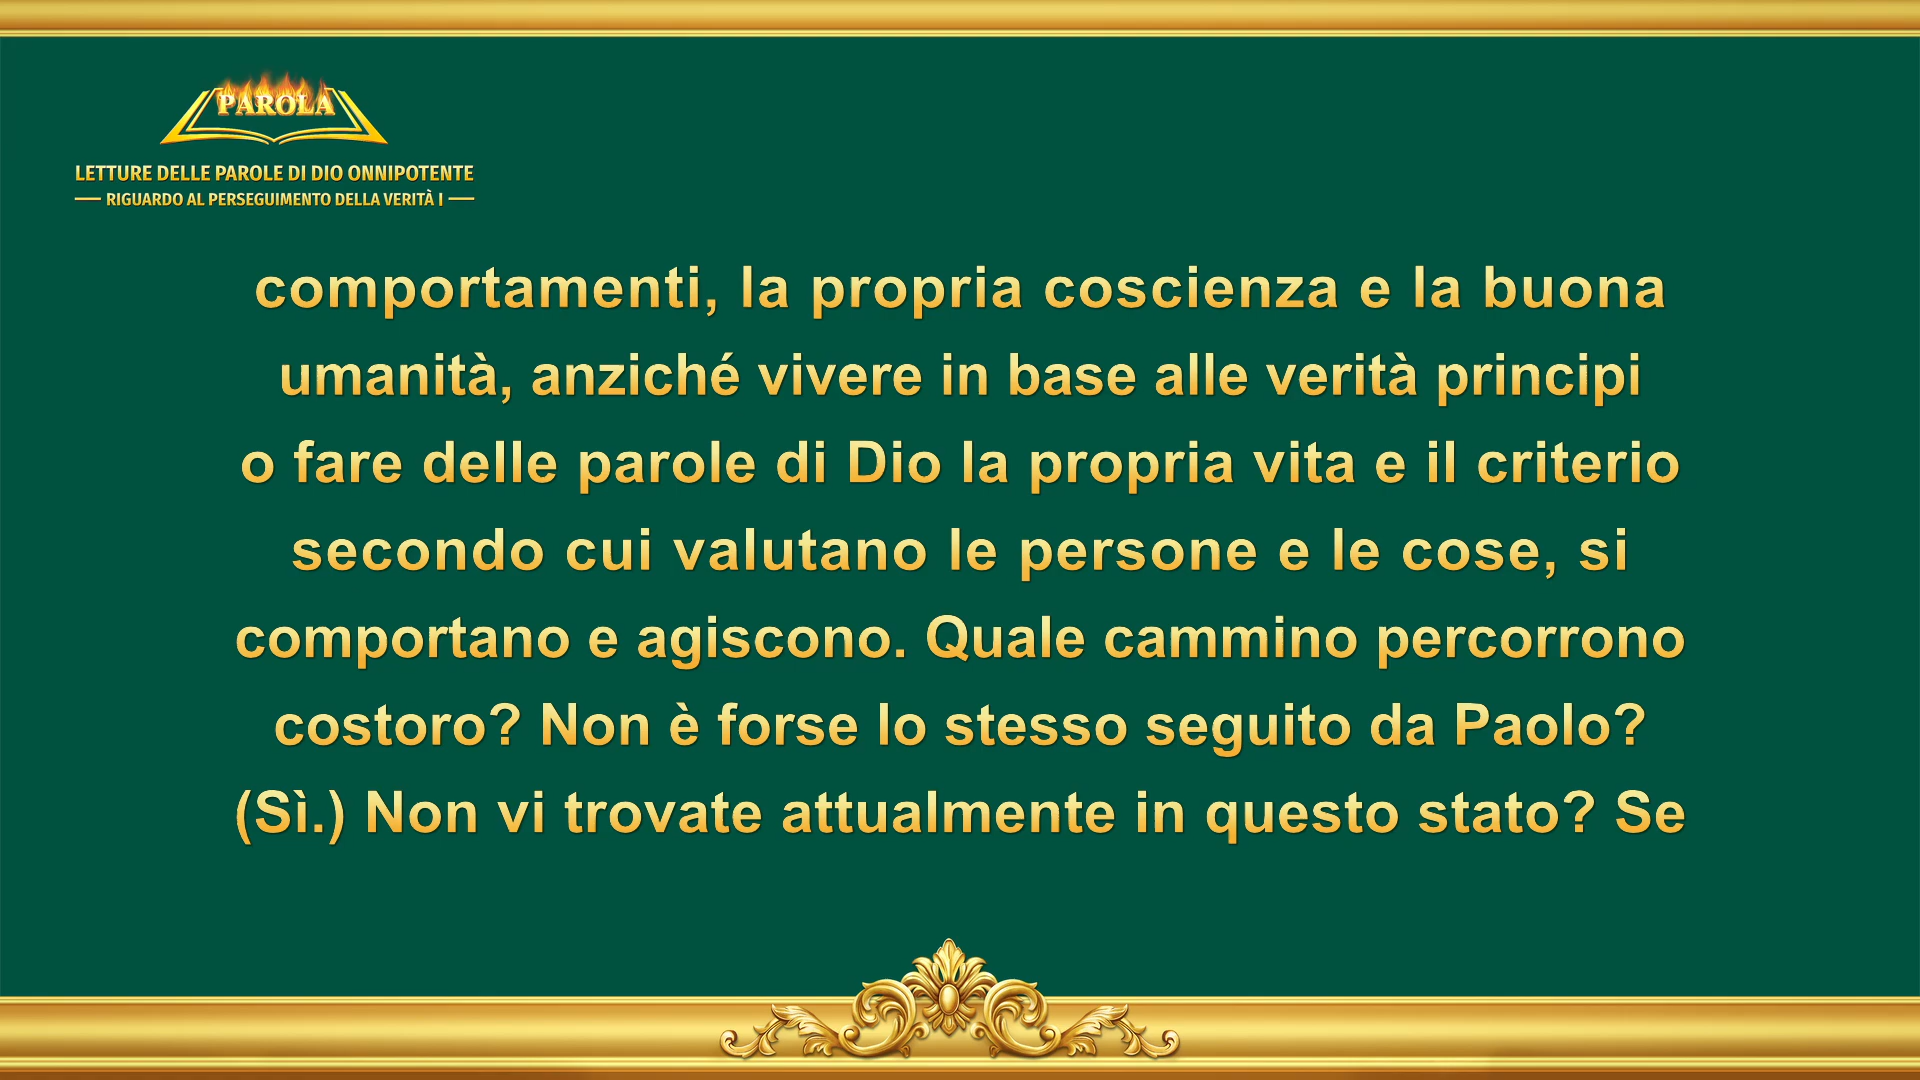 PAROLA
LETTURE DELLE PAROLE DI DIO ONNIPOTENTE
RIGUARDO AL PERSEGUIMENTO DELLA VERITÀ I
comportamenti, la propria coscienza e la buona
umanità, anziché vivere in base alle verità principi
o fare delle parole di Dio la propria vita e il criterio
secondo cui valutano le persone e le cose, si
comportano e agiscono. Quale cammino percorrono
costoro? Non è forse lo stesso seguito da Paolo?
(Sì.) Non vi trovate attualmente in questo stato? Se